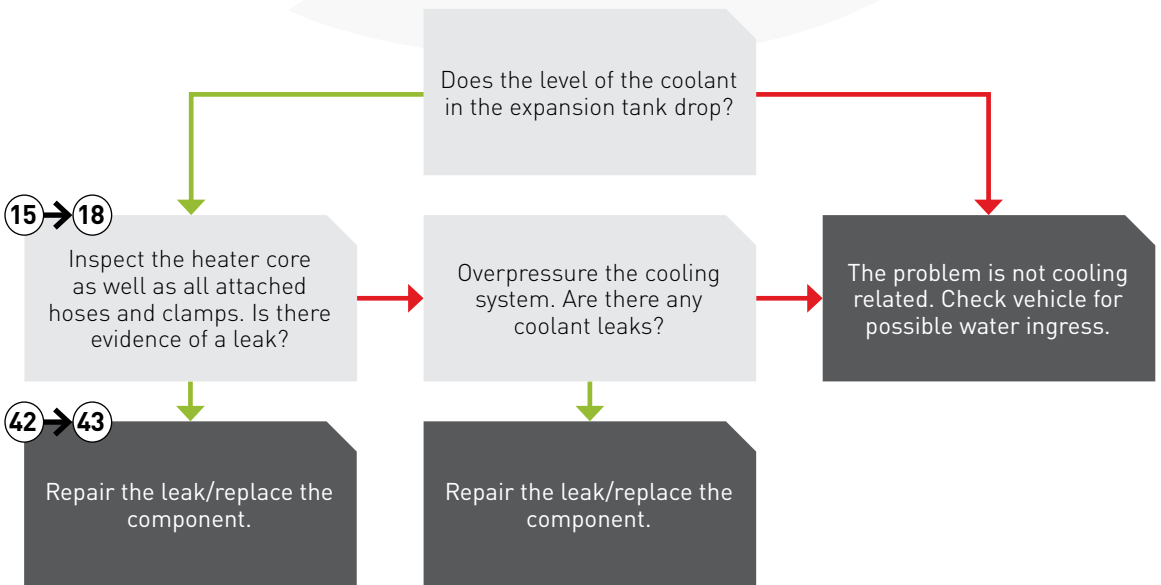 Does the level of the coolant
in the expansion tank drop?
15→18
Inspect the heater core
as well as all attached
hoses and clamps. Is there
evidence of a leak?
Overpressure the cooling
system. Are there any
coolant leaks?
The problem is not cooling
related. Check vehicle for
possible water ingress.
42→43
Repair the leak/replace the
component.
Repair the leak/replace the
component.